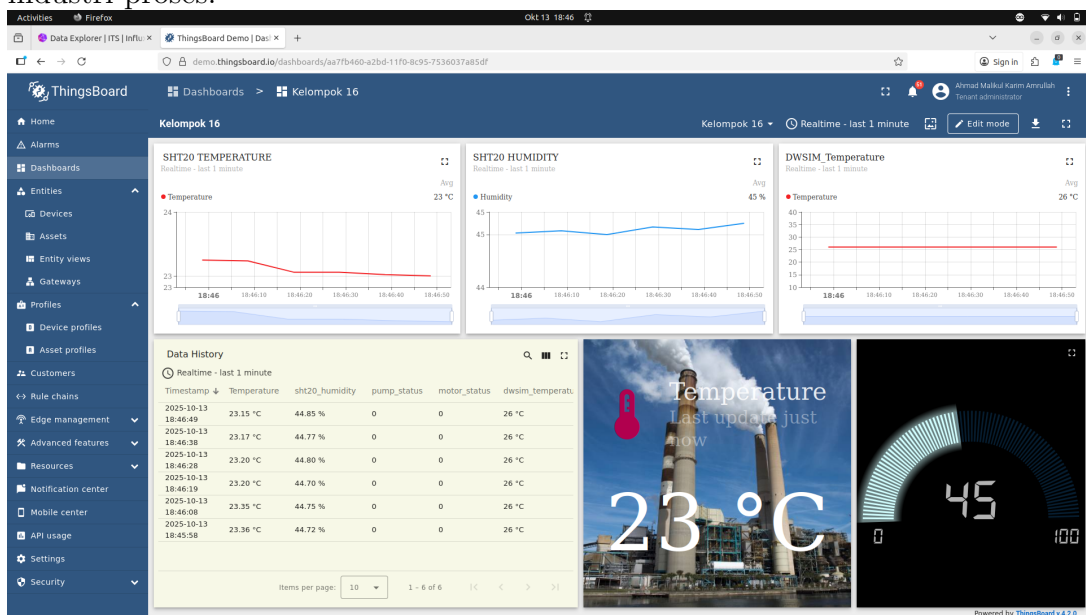 industri proses.
Activities Firefox Okt 13 18:46
Data Explorer | ITS | Influx ThingsBoard Demo | Das
demo.thingsboard.io/dashboards/aa7fb460-a2bd-11f0-8c95-7536037a85df Sign in
ThingsBoard Dashboards > Kelompok 16 Ahmad Malikul Karim Amrullah
Tenant administrator
Home
Alarms
Dashboards
Entities
Devices
Assets
Entity views
Gateways
Profiles
Device profiles
Asset profiles
Customers
Rule chains
Edge management
Advanced features
Resources
Notification center
Mobile center
API usage
Settings
Security
Kelompok 16 Kelompok 16 Realtime - last 1 minute Edit mode
SHT20 TEMPERATURE
Realtime - last 1 minute
Avg
Temperature 23 °C
24
23
23
18:46 18:46:10 18:46:20 18:46:30 18:46:40 18:46:50
SHT20 HUMIDITY
Realtime - last 1 minute
Avg
Humidity 45 %
45
45
44
18:46 18:46:10 18:46:20 18:46:30 18:46:40 18:46:50
DWSIM_Temperature
Realtime - last 1 minute
Avg
Temperature 26 °C
40
35
30
25
20
15
10
18:46 18:46:10 18:46:20 18:46:30 18:46:40 18:46:50
Data History
Realtime - last 1 minute
Timestamp Temperature sht20_humidity pump_status motor_status dwsim_temperatu
2025-10-13
18:46:49 23.15 °C 44.85 % 0 0 26 °C
2025-10-13
18:46:38 23.17 °C 44.77 % 0 0 26 °C
2025-10-13
18:46:28 23.20 °C 44.80 % 0 0 26 °C
2025-10-13
18:46:19 23.20 °C 44.70 % 0 0 26 °C
2025-10-13
18:46:08 23.35 °C 44.75 % 0 0 26 °C
2025-10-13
18:45:58 23.36 °C 44.72 % 0 0 26 °C
Items per page: 10 1 – 6 of 6
Temperature
Last update just
now
23 °C
45
0 100
Powered by ThingsBoard v.4.2.0